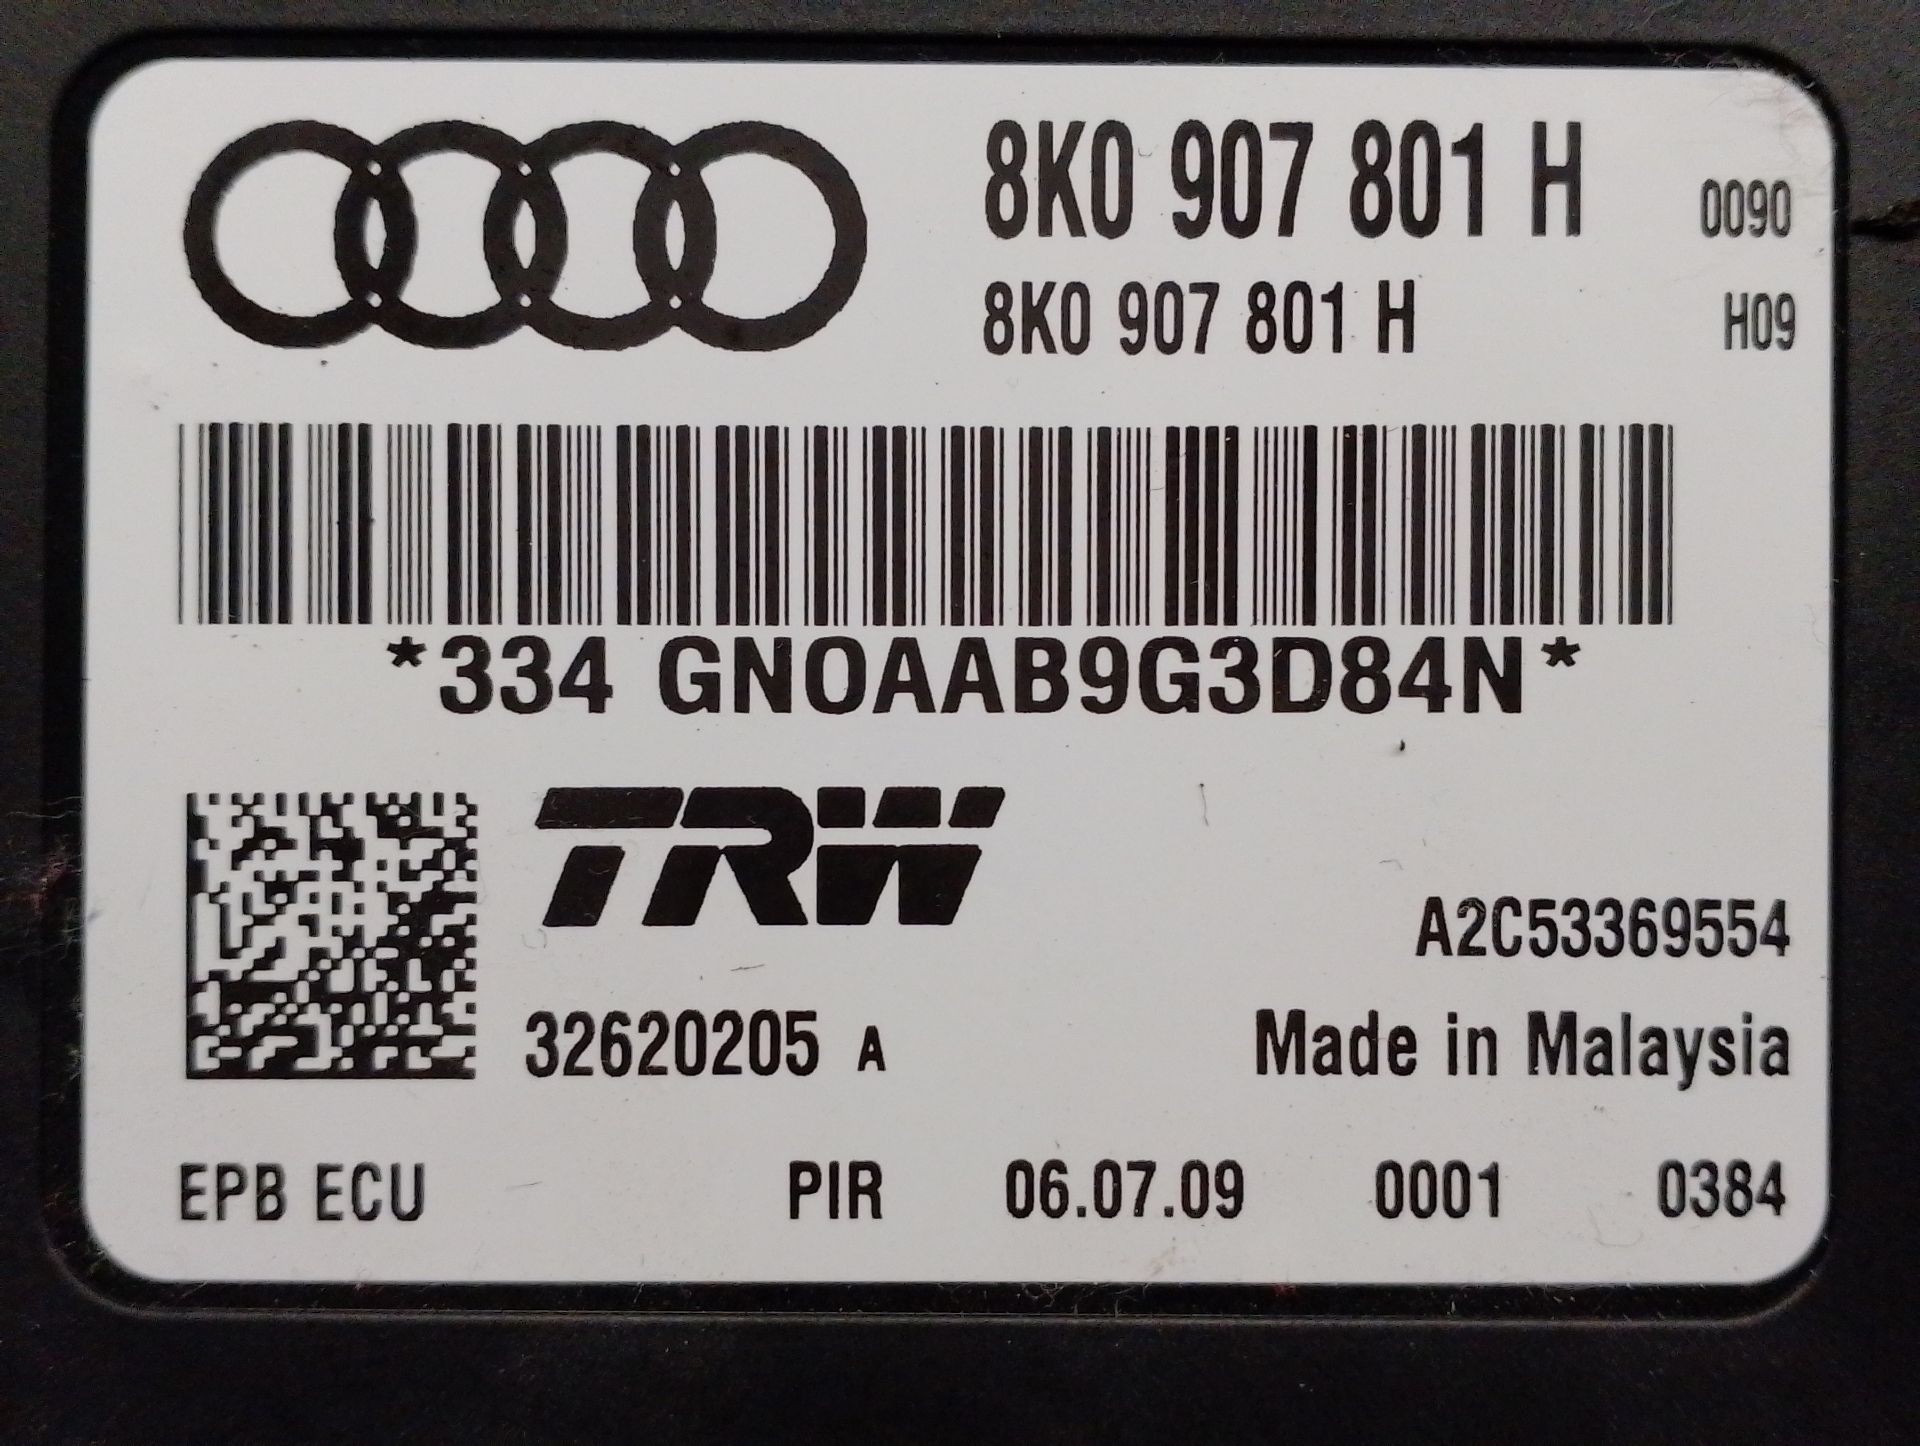 8K0 907 801 H 0090
8K0 907 801 H H09
*334 GN0AAB9G3D84N*
TRW
A2C53369554
32620205 A Made in Malaysia
EPB ECU PIR 06.07.09 0001 0384